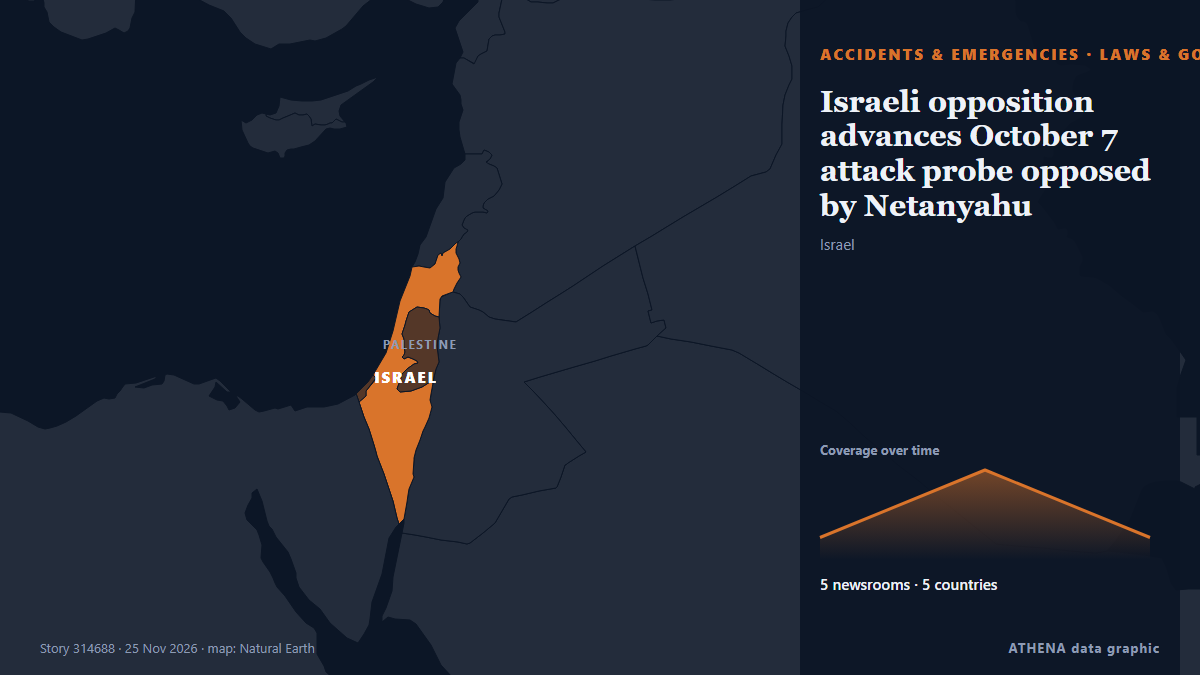 ACCIDENTS & EMERGENCIES · LAWS & GO
Israeli opposition
advances October 7
attack probe opposed
by Netanyahu
Israel
PALESTINE
ISRAEL
Coverage over time
5 newsrooms · 5 countries
Story 314688 · 25 Nov 2026 · map: Natural Earth
ATHENA data graphic